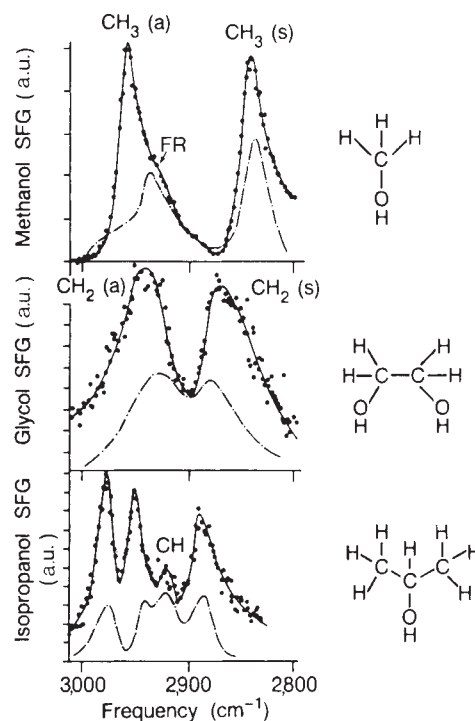 CH3 (a)
CH3 (s)
Methanol SFG (a.u.)
FR
H
H
H
C
O
H
CH2 (a)
CH2 (s)
Glycol SFG (a.u.)
H
H
H
C
C
H
O
O
H
H
Isopropanol SFG
(a.u.)
CH
H
H
H
C
C
C
H
H
H
H
O
H
3,000
2,900
2,800
Frequency (cm⁻¹)